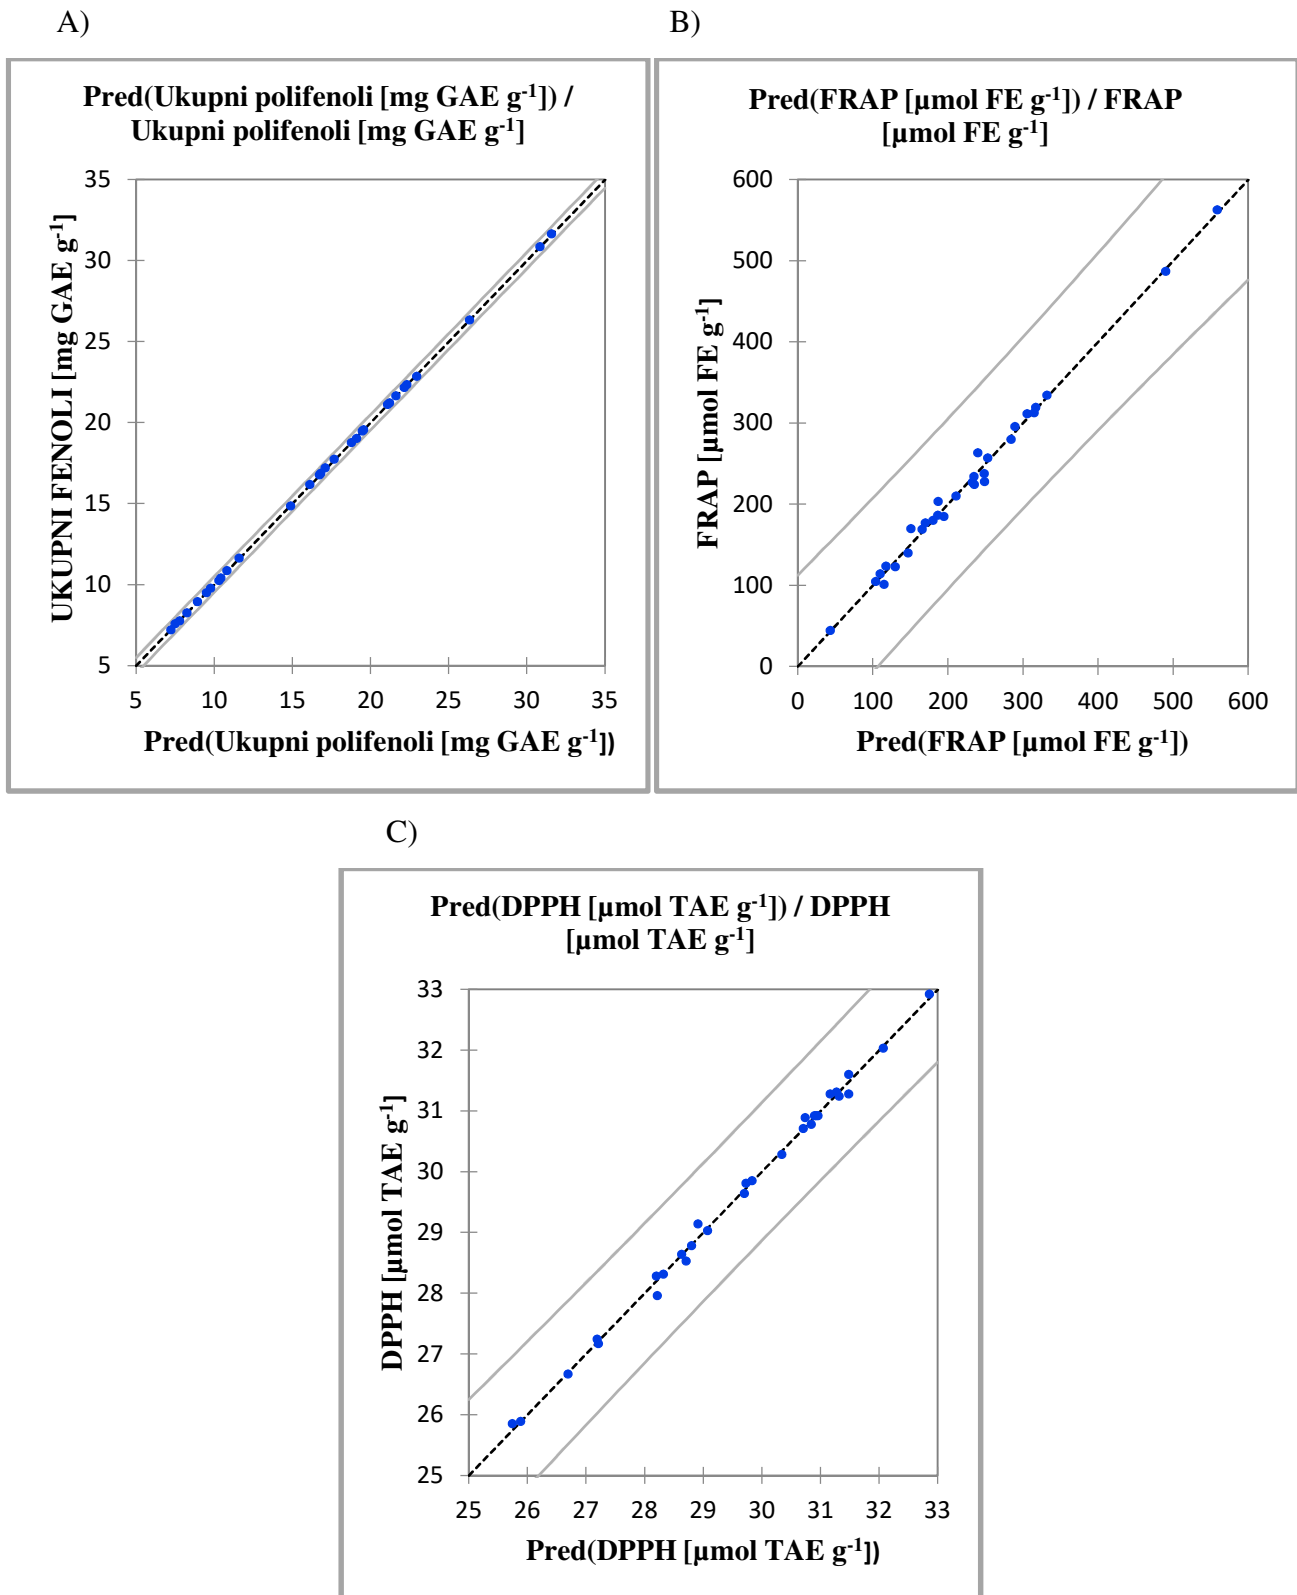 A)
Pred(Ukupni polifenoli [mg GAE g⁻¹]) /
Ukupni polifenoli [mg GAE g⁻¹]
UKUPNI FENOLI [mg GAE g⁻¹]
35
30
25
20
15
10
5
5 10 15 20 25 30 35
Pred(Ukupni polifenoli [mg GAE g⁻¹])
B)
Pred(FRAP [µmol FE g⁻¹]) / FRAP
[µmol FE g⁻¹]
FRAP [µmol FE g⁻¹]
600
500
400
300
200
100
0
0 100 200 300 400 500 600
Pred(FRAP [µmol FE g⁻¹])
C)
Pred(DPPH [µmol TAE g⁻¹]) / DPPH
[µmol TAE g⁻¹]
DPPH [µmol TAE g⁻¹]
33
32
31
30
29
28
27
26
25
25 26 27 28 29 30 31 32 33
Pred(DPPH [µmol TAE g⁻¹])